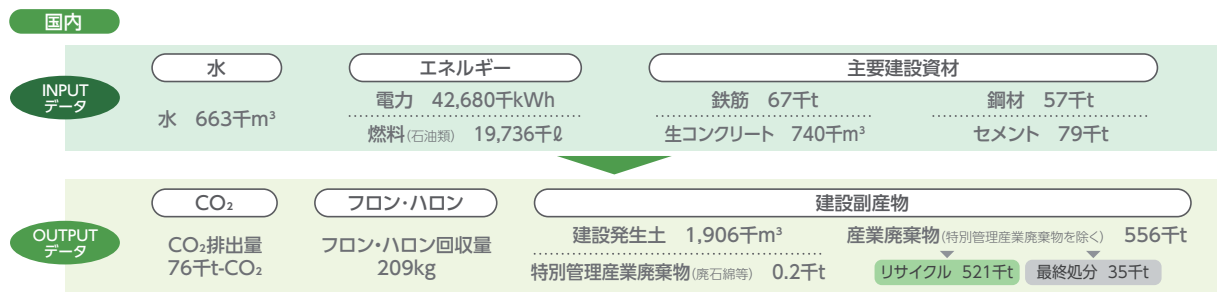 国内
INPUT
データ
水
水 663千m³
エネルギー
電力 42,680千kWh
燃料(石油類) 19,736千ℓ
主要建設資材
鉄筋 67千t
鋼材 57千t
生コンクリート 740千m³
セメント 79千t
OUTPUT
データ
CO₂
CO₂排出量
76千t-CO₂
フロン・ハロン
フロン・ハロン回収量
209kg
建設副産物
建設発生土 1,906千m³
特別管理産業廃棄物(廃石綿等) 0.2千t
産業廃棄物(特別管理産業廃棄物を除く) 556千t
リサイクル 521千t
最終処分 35千t